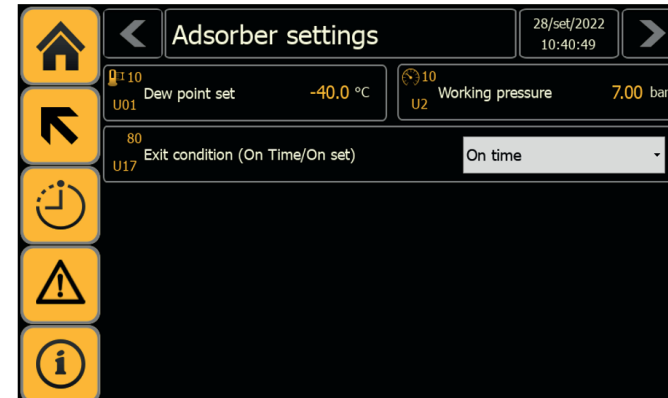 Adsorber settings
28/set/2022
10:40:49
10
U01 Dew point set -40.0 °C
10
U2 Working pressure 7.00 bar
80
U17 Exit condition (On Time/On set) On time